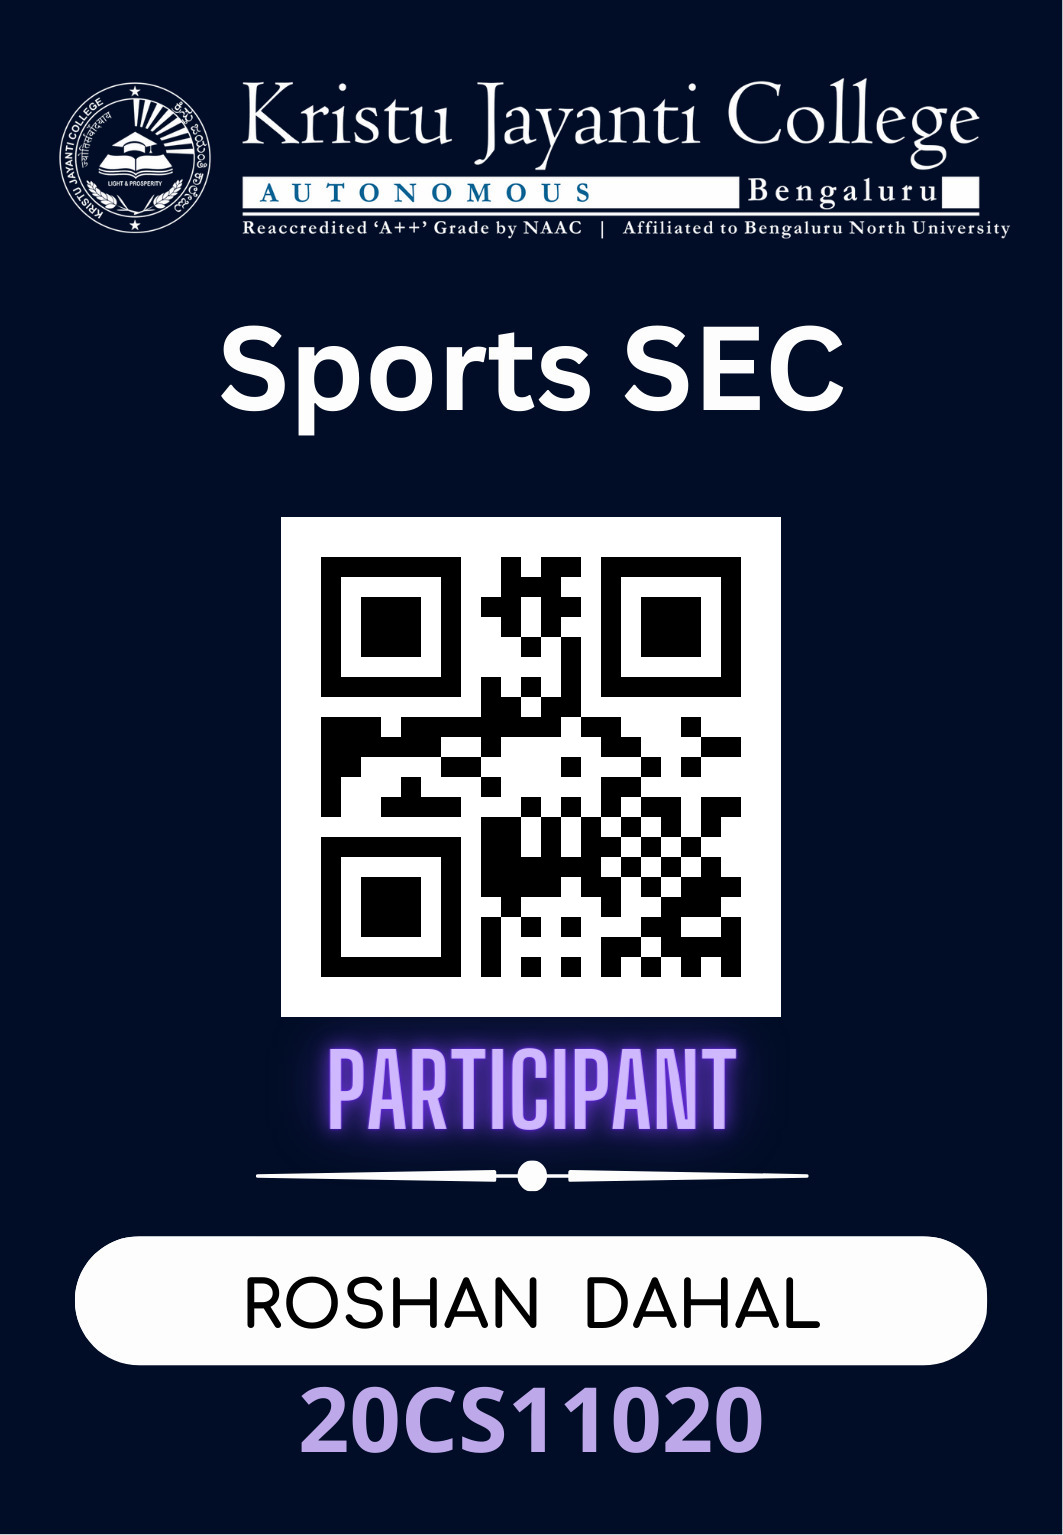 Kristu Jayanti College
AUTONOMOUS Bengaluru
Reaccredited ‘A++’ Grade by NAAC | Affiliated to Bengaluru North University
KRISTU JAYANTI COLLEGE
ಕ್ರಿಸ್ತು ಜಯಂತಿ ಕಾಲೇಜು
LIGHT & PROSPERITY
Sports SEC
PARTICIPANT
ROSHAN DAHAL
20CS11020